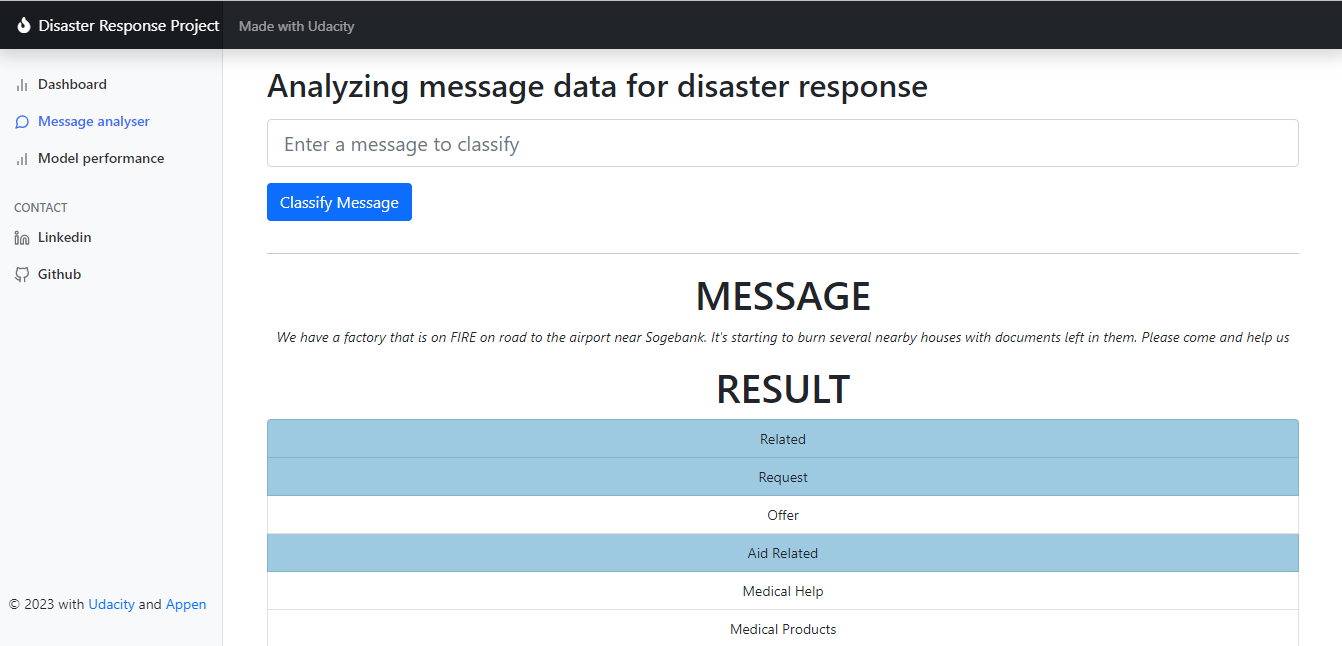 Disaster Response Project
Made with Udacity
Dashboard
Message analyser
Model performance
CONTACT
Linkedin
Github
© 2023 with Udacity and Appen
Analyzing message data for disaster response
Enter a message to classify
Classify Message
MESSAGE
We have a factory that is on FIRE on road to the airport near Sogebank. It's starting to burn several nearby houses with documents left in them. Please come and help us
RESULT
Related
Request
Offer
Aid Related
Medical Help
Medical Products